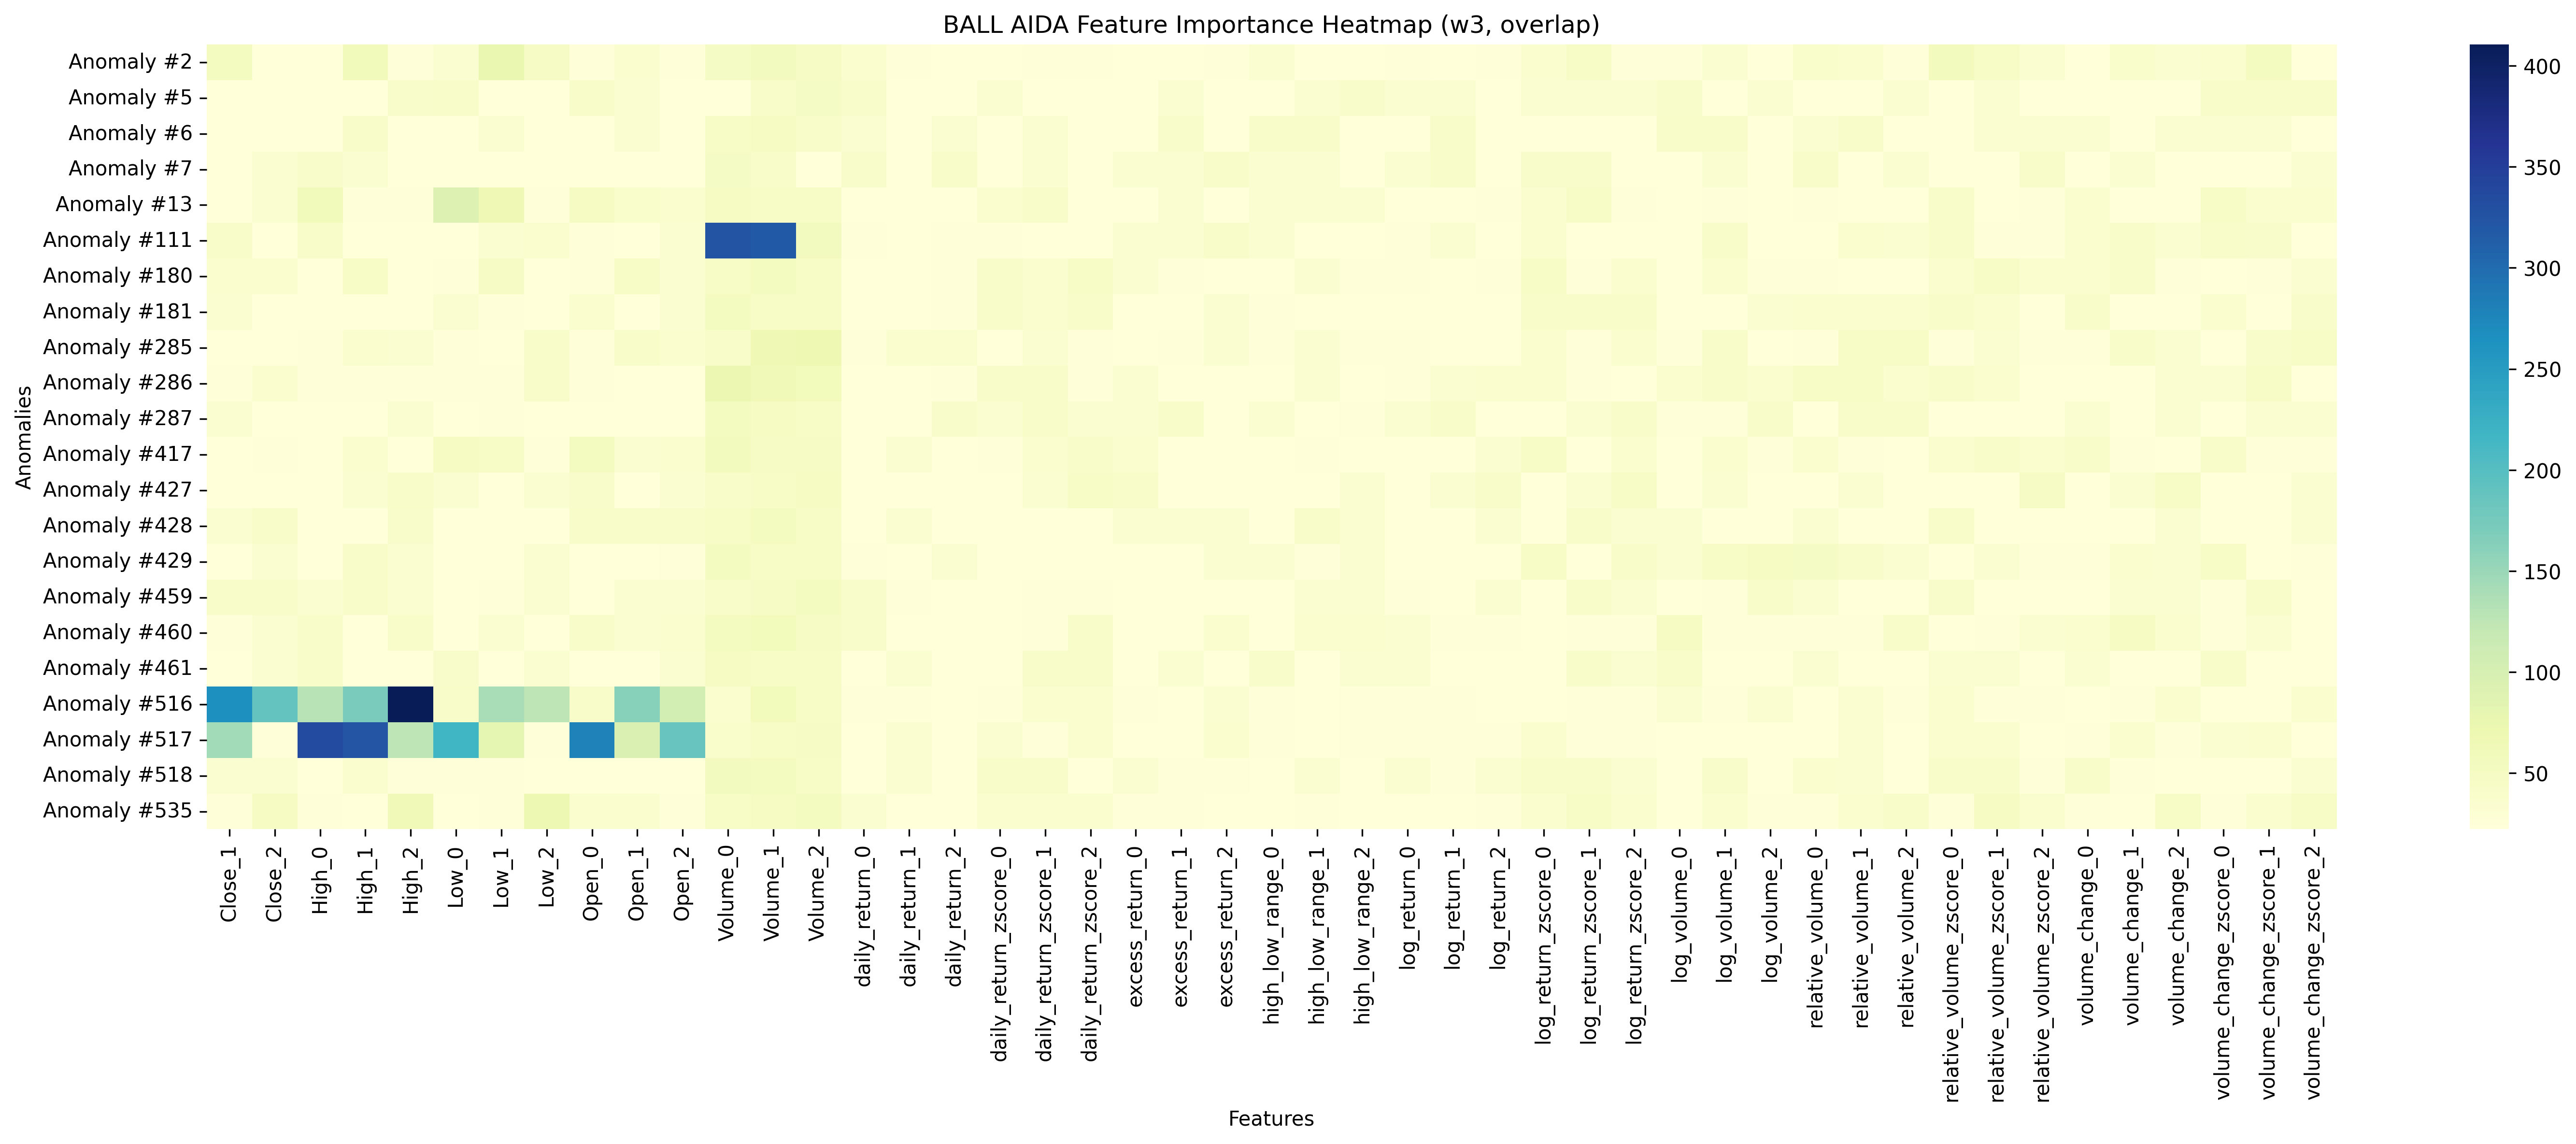 BALL AIDA Feature Importance Heatmap (w3, overlap)
Anomalies
Anomaly #2
Anomaly #5
Anomaly #6
Anomaly #7
Anomaly #13
Anomaly #111
Anomaly #180
Anomaly #181
Anomaly #285
Anomaly #286
Anomaly #287
Anomaly #417
Anomaly #427
Anomaly #428
Anomaly #429
Anomaly #459
Anomaly #460
Anomaly #461
Anomaly #516
Anomaly #517
Anomaly #518
Anomaly #535
400
350
300
250
200
150
100
50
Close_1
Close_2
High_0
High_1
High_2
Low_0
Low_1
Low_2
Open_0
Open_1
Open_2
Volume_0
Volume_1
Volume_2
daily_return_0
daily_return_1
daily_return_2
daily_return_zscore_0
daily_return_zscore_1
daily_return_zscore_2
excess_return_0
excess_return_1
excess_return_2
high_low_range_0
high_low_range_1
high_low_range_2
log_return_0
log_return_1
log_return_2
log_return_zscore_0
log_return_zscore_1
log_return_zscore_2
log_volume_0
log_volume_1
log_volume_2
relative_volume_0
relative_volume_1
relative_volume_2
relative_volume_zscore_0
relative_volume_zscore_1
relative_volume_zscore_2
volume_change_0
volume_change_1
volume_change_2
volume_change_zscore_0
volume_change_zscore_1
volume_change_zscore_2
Features